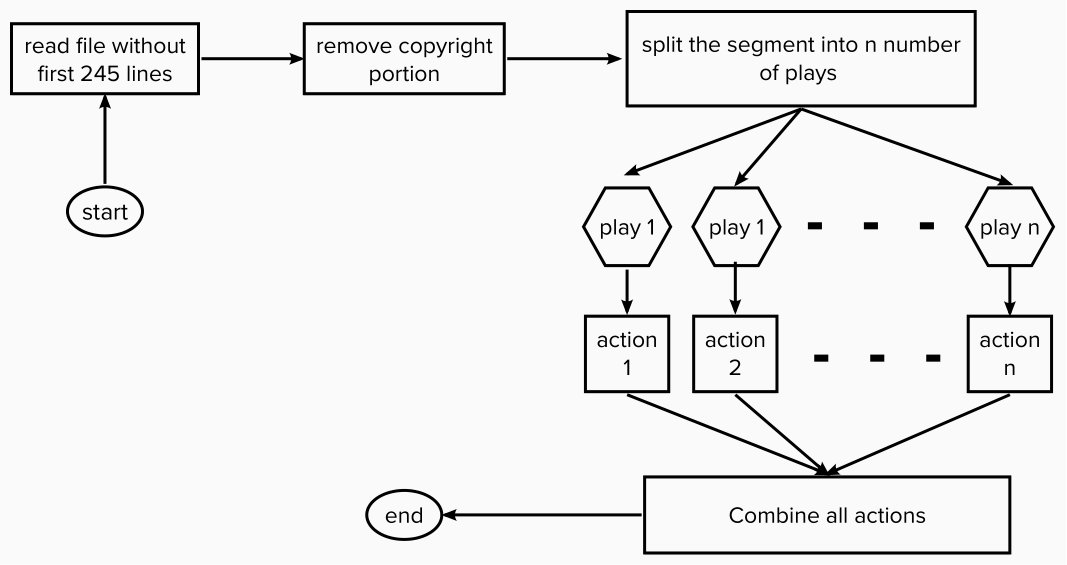 read file without
first 245 lines
remove copyright
portion
split the segment into n number
of plays
start
play 1
play 1
play n
action
1
action
2
action
n
end
Combine all actions